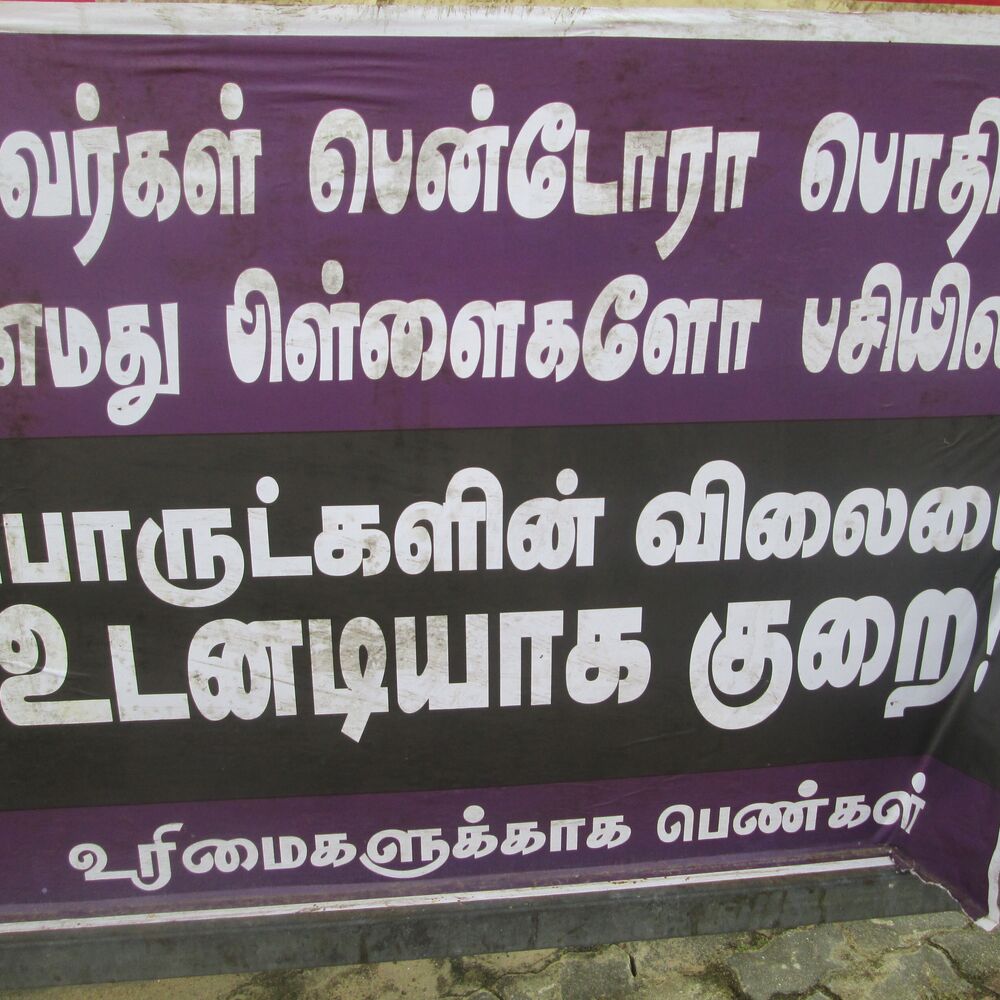 வர்கள் பென்டோரா பொதி
எமது பிள்ளைகளோ பசியில்
பொருட்களின் விலையை
உடனடியாக குறை!
உரிமைகளுக்காக பெண்கள்